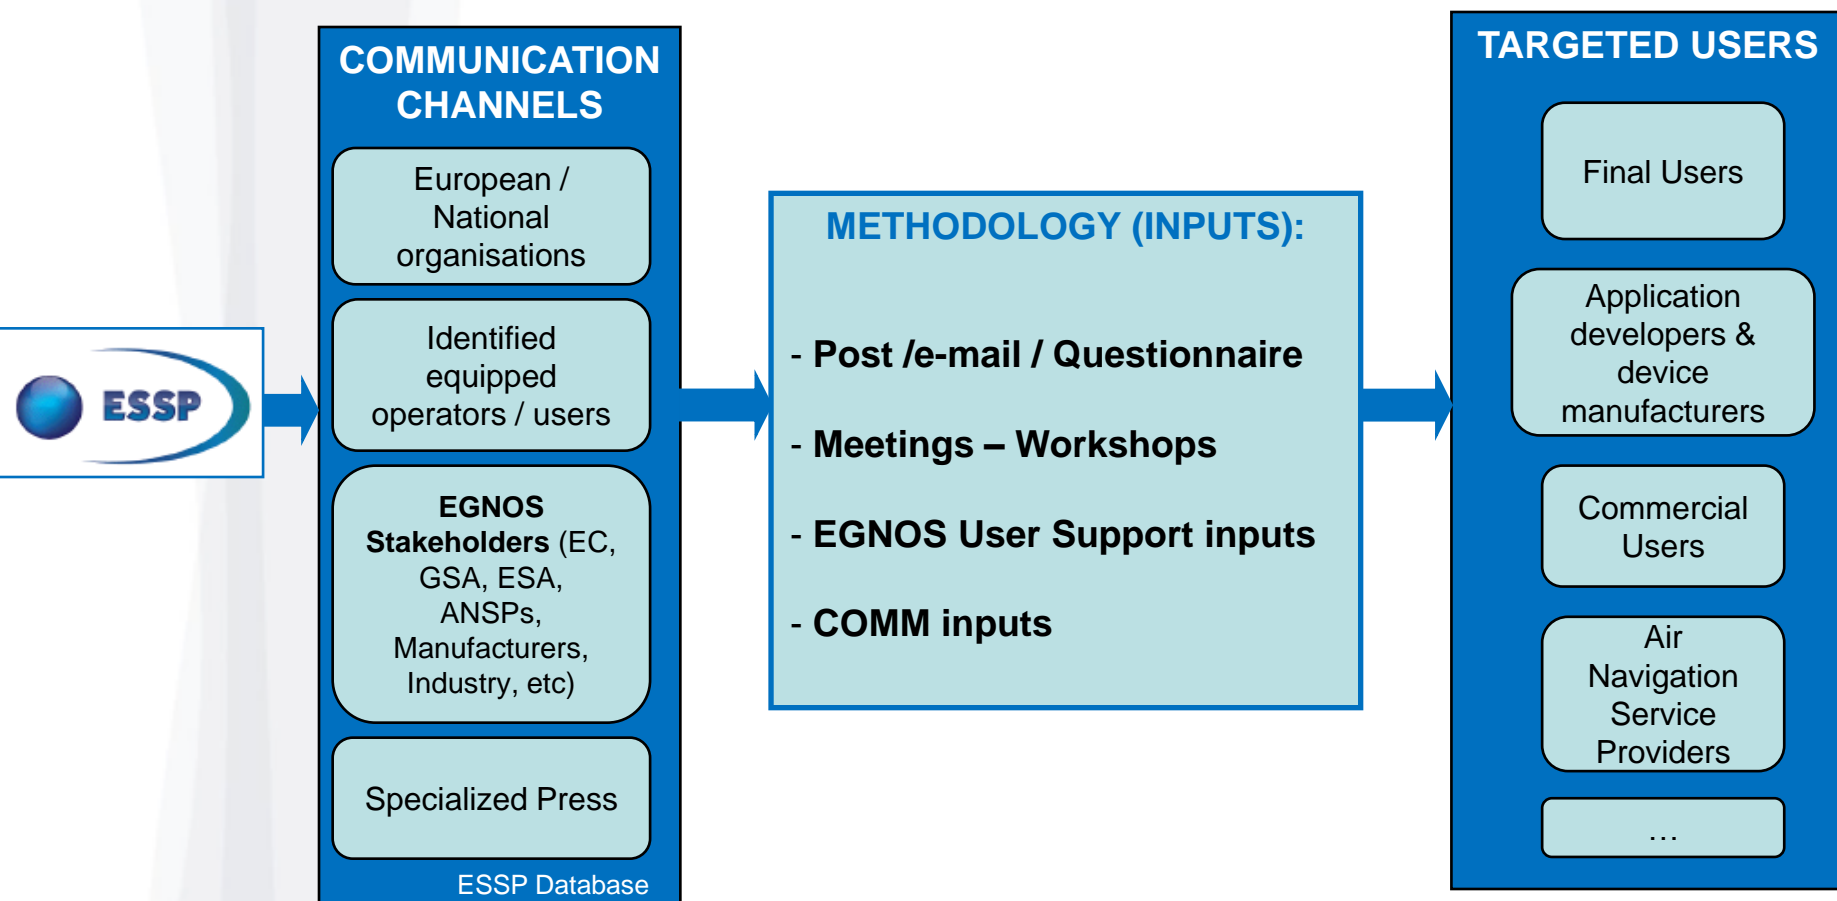 ESSP
COMMUNICATION
CHANNELS
European /
National
organisations
Identified
equipped
operators / users
EGNOS
Stakeholders (EC,
GSA, ESA,
ANSPs,
Manufacturers,
Industry, etc)
Specialized Press
ESSP Database
METHODOLOGY (INPUTS):
- Post /e-mail / Questionnaire
- Meetings – Workshops
- EGNOS User Support inputs
- COMM inputs
TARGETED USERS
Final Users
Application
developers &
device
manufacturers
Commercial
Users
Air
Navigation
Service
Providers
…